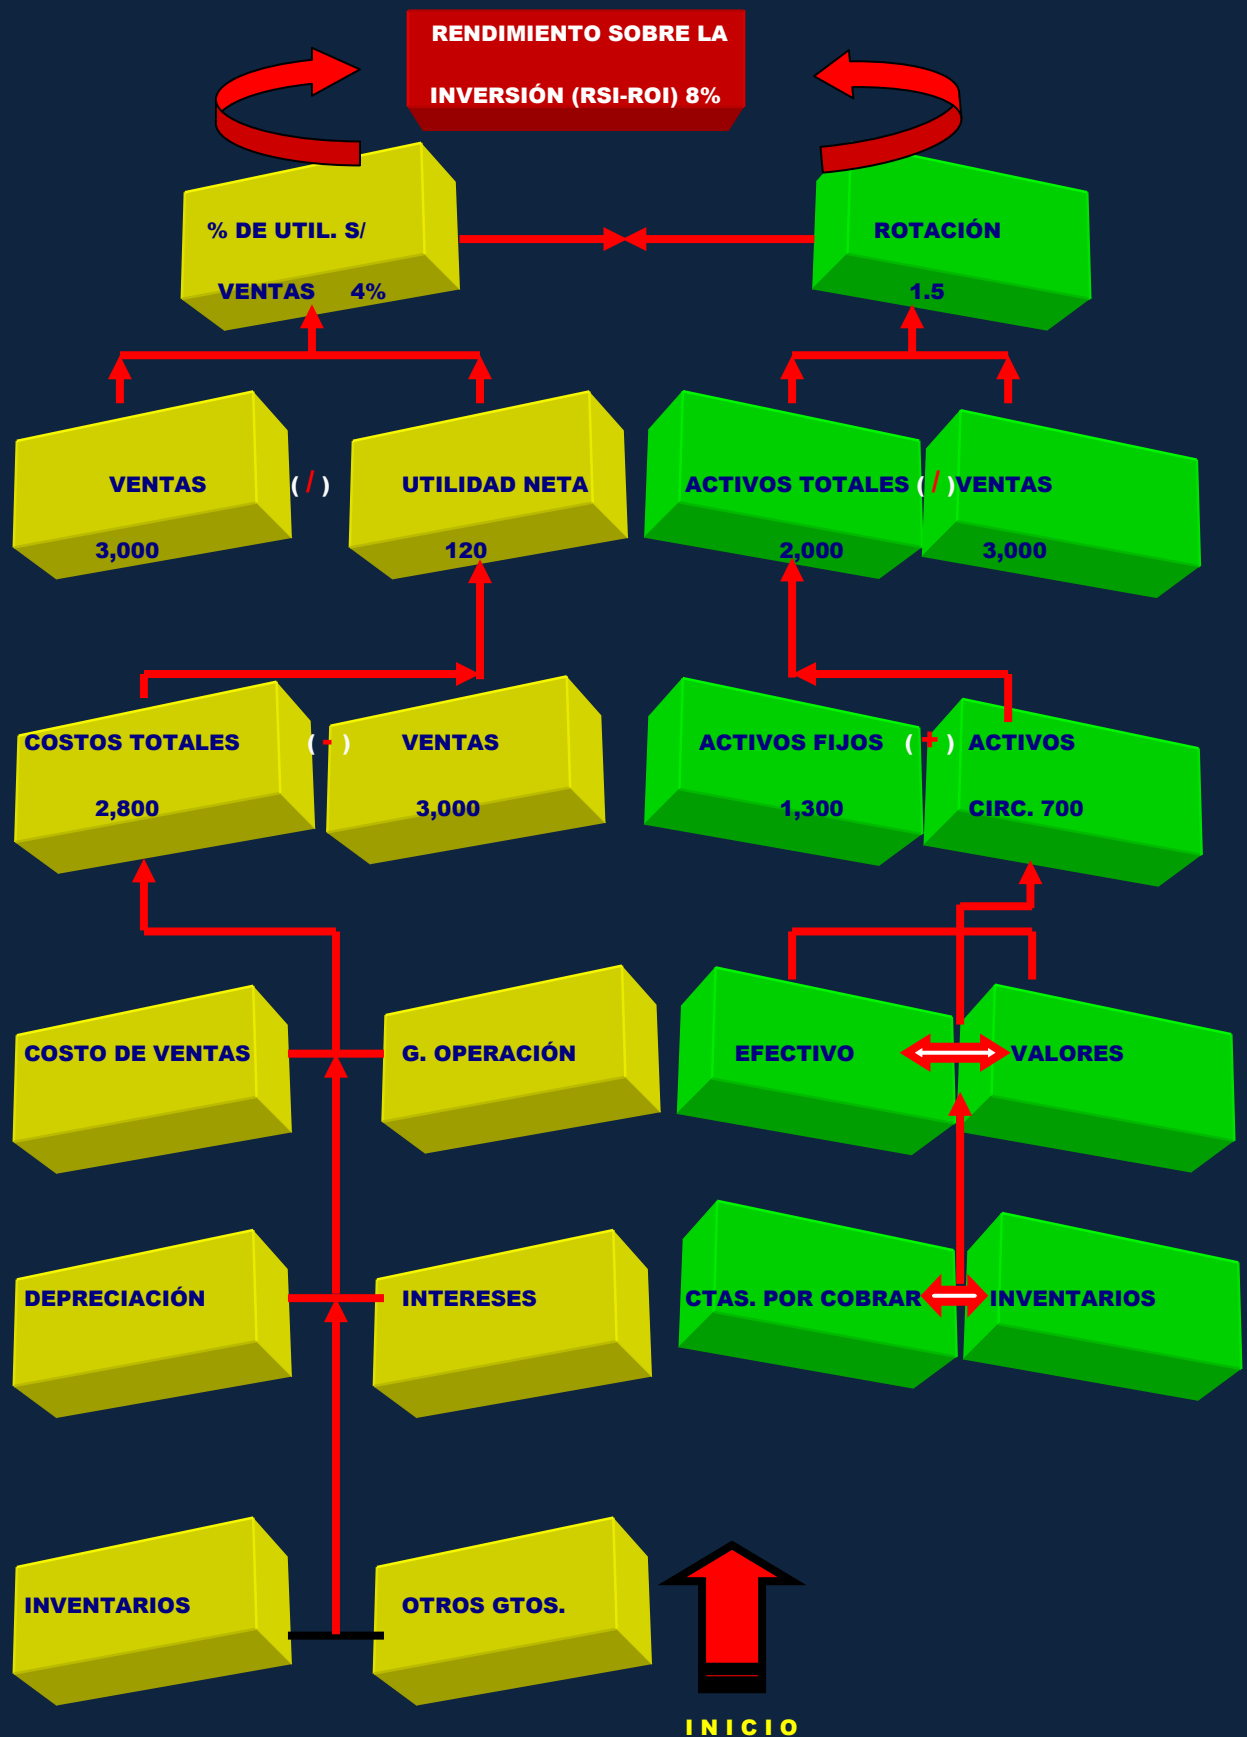 RENDIMIENTO SOBRE LA
INVERSIÓN (RSI-ROI) 8%
% DE UTIL. S/
VENTAS 4%
ROTACIÓN
1.5
VENTAS ( / ) UTILIDAD NETA ACTIVOS TOTALES ( / ) VENTAS
3,000 120 2,000 3,000
COSTOS TOTALES ( - ) VENTAS ACTIVOS FIJOS ( + ) ACTIVOS
2,800 3,000 1,300 CIRC. 700
COSTO DE VENTAS G. OPERACIÓN EFECTIVO VALORES
DEPRECIACIÓN INTERESES CTAS. POR COBRAR INVENTARIOS
INVENTARIOS OTROS GTOS.
I N I C I O